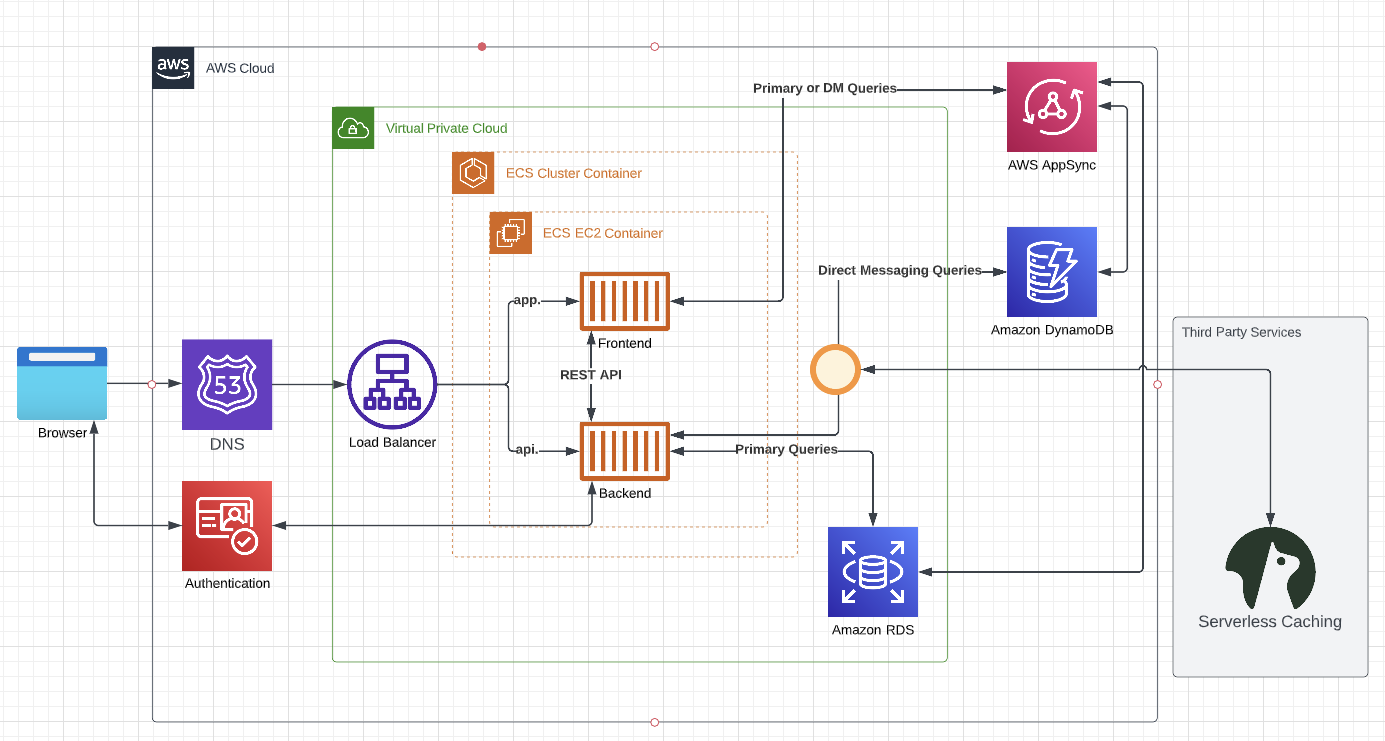 aws
AWS Cloud
Primary or DM Queries
Virtual Private Cloud
AWS AppSync
ECS Cluster Container
ECS EC2 Container
Direct Messaging Queries
app.
Amazon DynamoDB
Third Party Services
Frontend
REST API
53
Browser
DNS
Load Balancer
api.
Primary Queries
Backend
Authentication
Serverless Caching
Amazon RDS